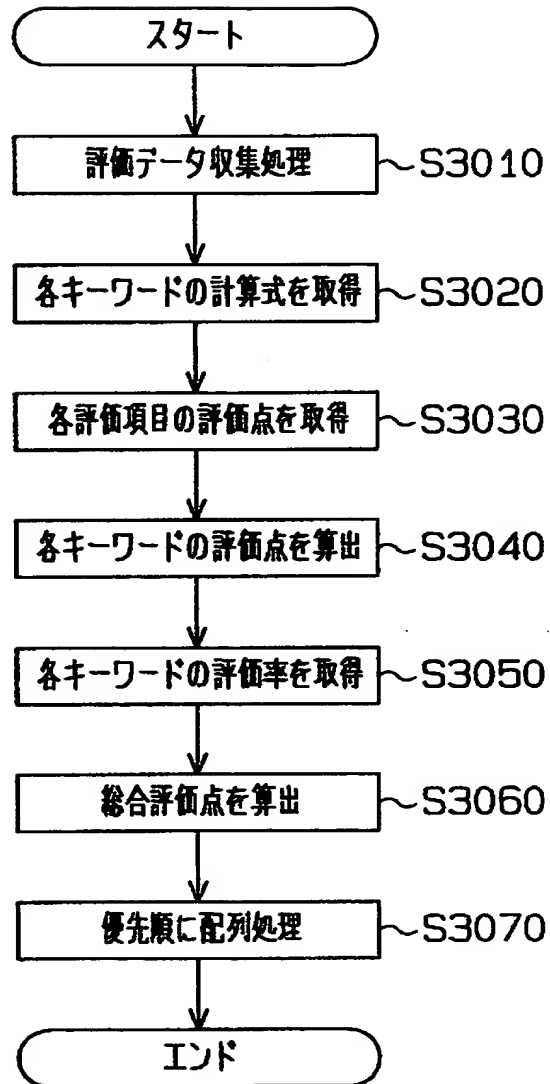 スタート
評価データ収集処理 ~S3010
各キーワードの計算式を取得 ~S3020
各評価項目の評価点を取得 ~S3030
各キーワードの評価点を算出 ~S3040
各キーワードの評価率を取得 ~S3050
総合評価点を算出 ~S3060
優先順に配列処理 ~S3070
エンド